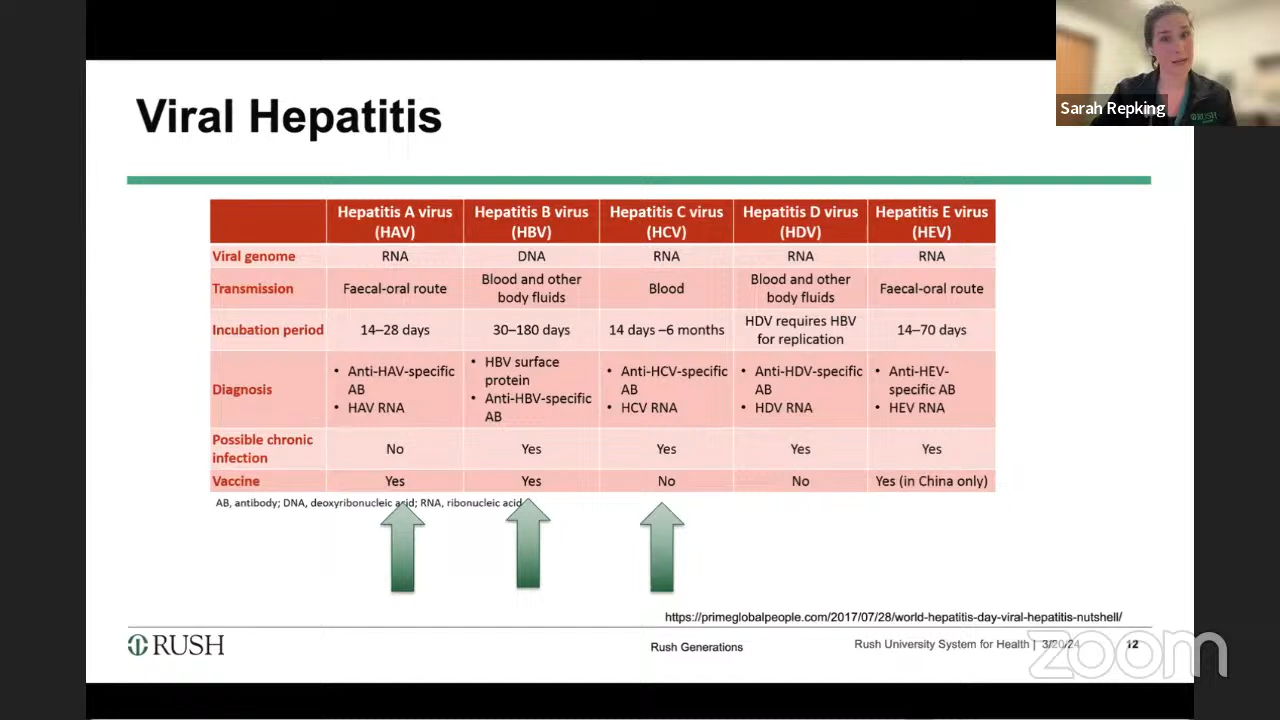 Sarah Repking
RUSH
Viral Hepatitis
Hepatitis A virus (HAV) Hepatitis B virus (HBV) Hepatitis C virus (HCV) Hepatitis D virus (HDV) Hepatitis E virus (HEV)
Viral genome RNA DNA RNA RNA RNA
Transmission Faecal-oral route Blood and other body fluids Blood Blood and other body fluids Faecal-oral route
Incubation period 14–28 days 30–180 days 14 days –6 months HDV requires HBV for replication 14–70 days
Diagnosis • Anti-HAV-specific AB • HAV RNA • HBV surface protein • Anti-HBV-specific AB • Anti-HCV-specific AB • HCV RNA • Anti-HDV-specific AB • HDV RNA • Anti-HEV-specific AB • HEV RNA
Possible chronic infection No Yes Yes Yes Yes
Vaccine Yes Yes No No Yes (in China only)
AB, antibody; DNA, deoxyribonucleic acid; RNA, ribonucleic acid
https://primeglobalpeople.com/2017/07/28/world-hepatitis-day-viral-hepatitis-nutshell/
RUSH
Rush Generations
Rush University System for Health | 3/20/24 12
zoom